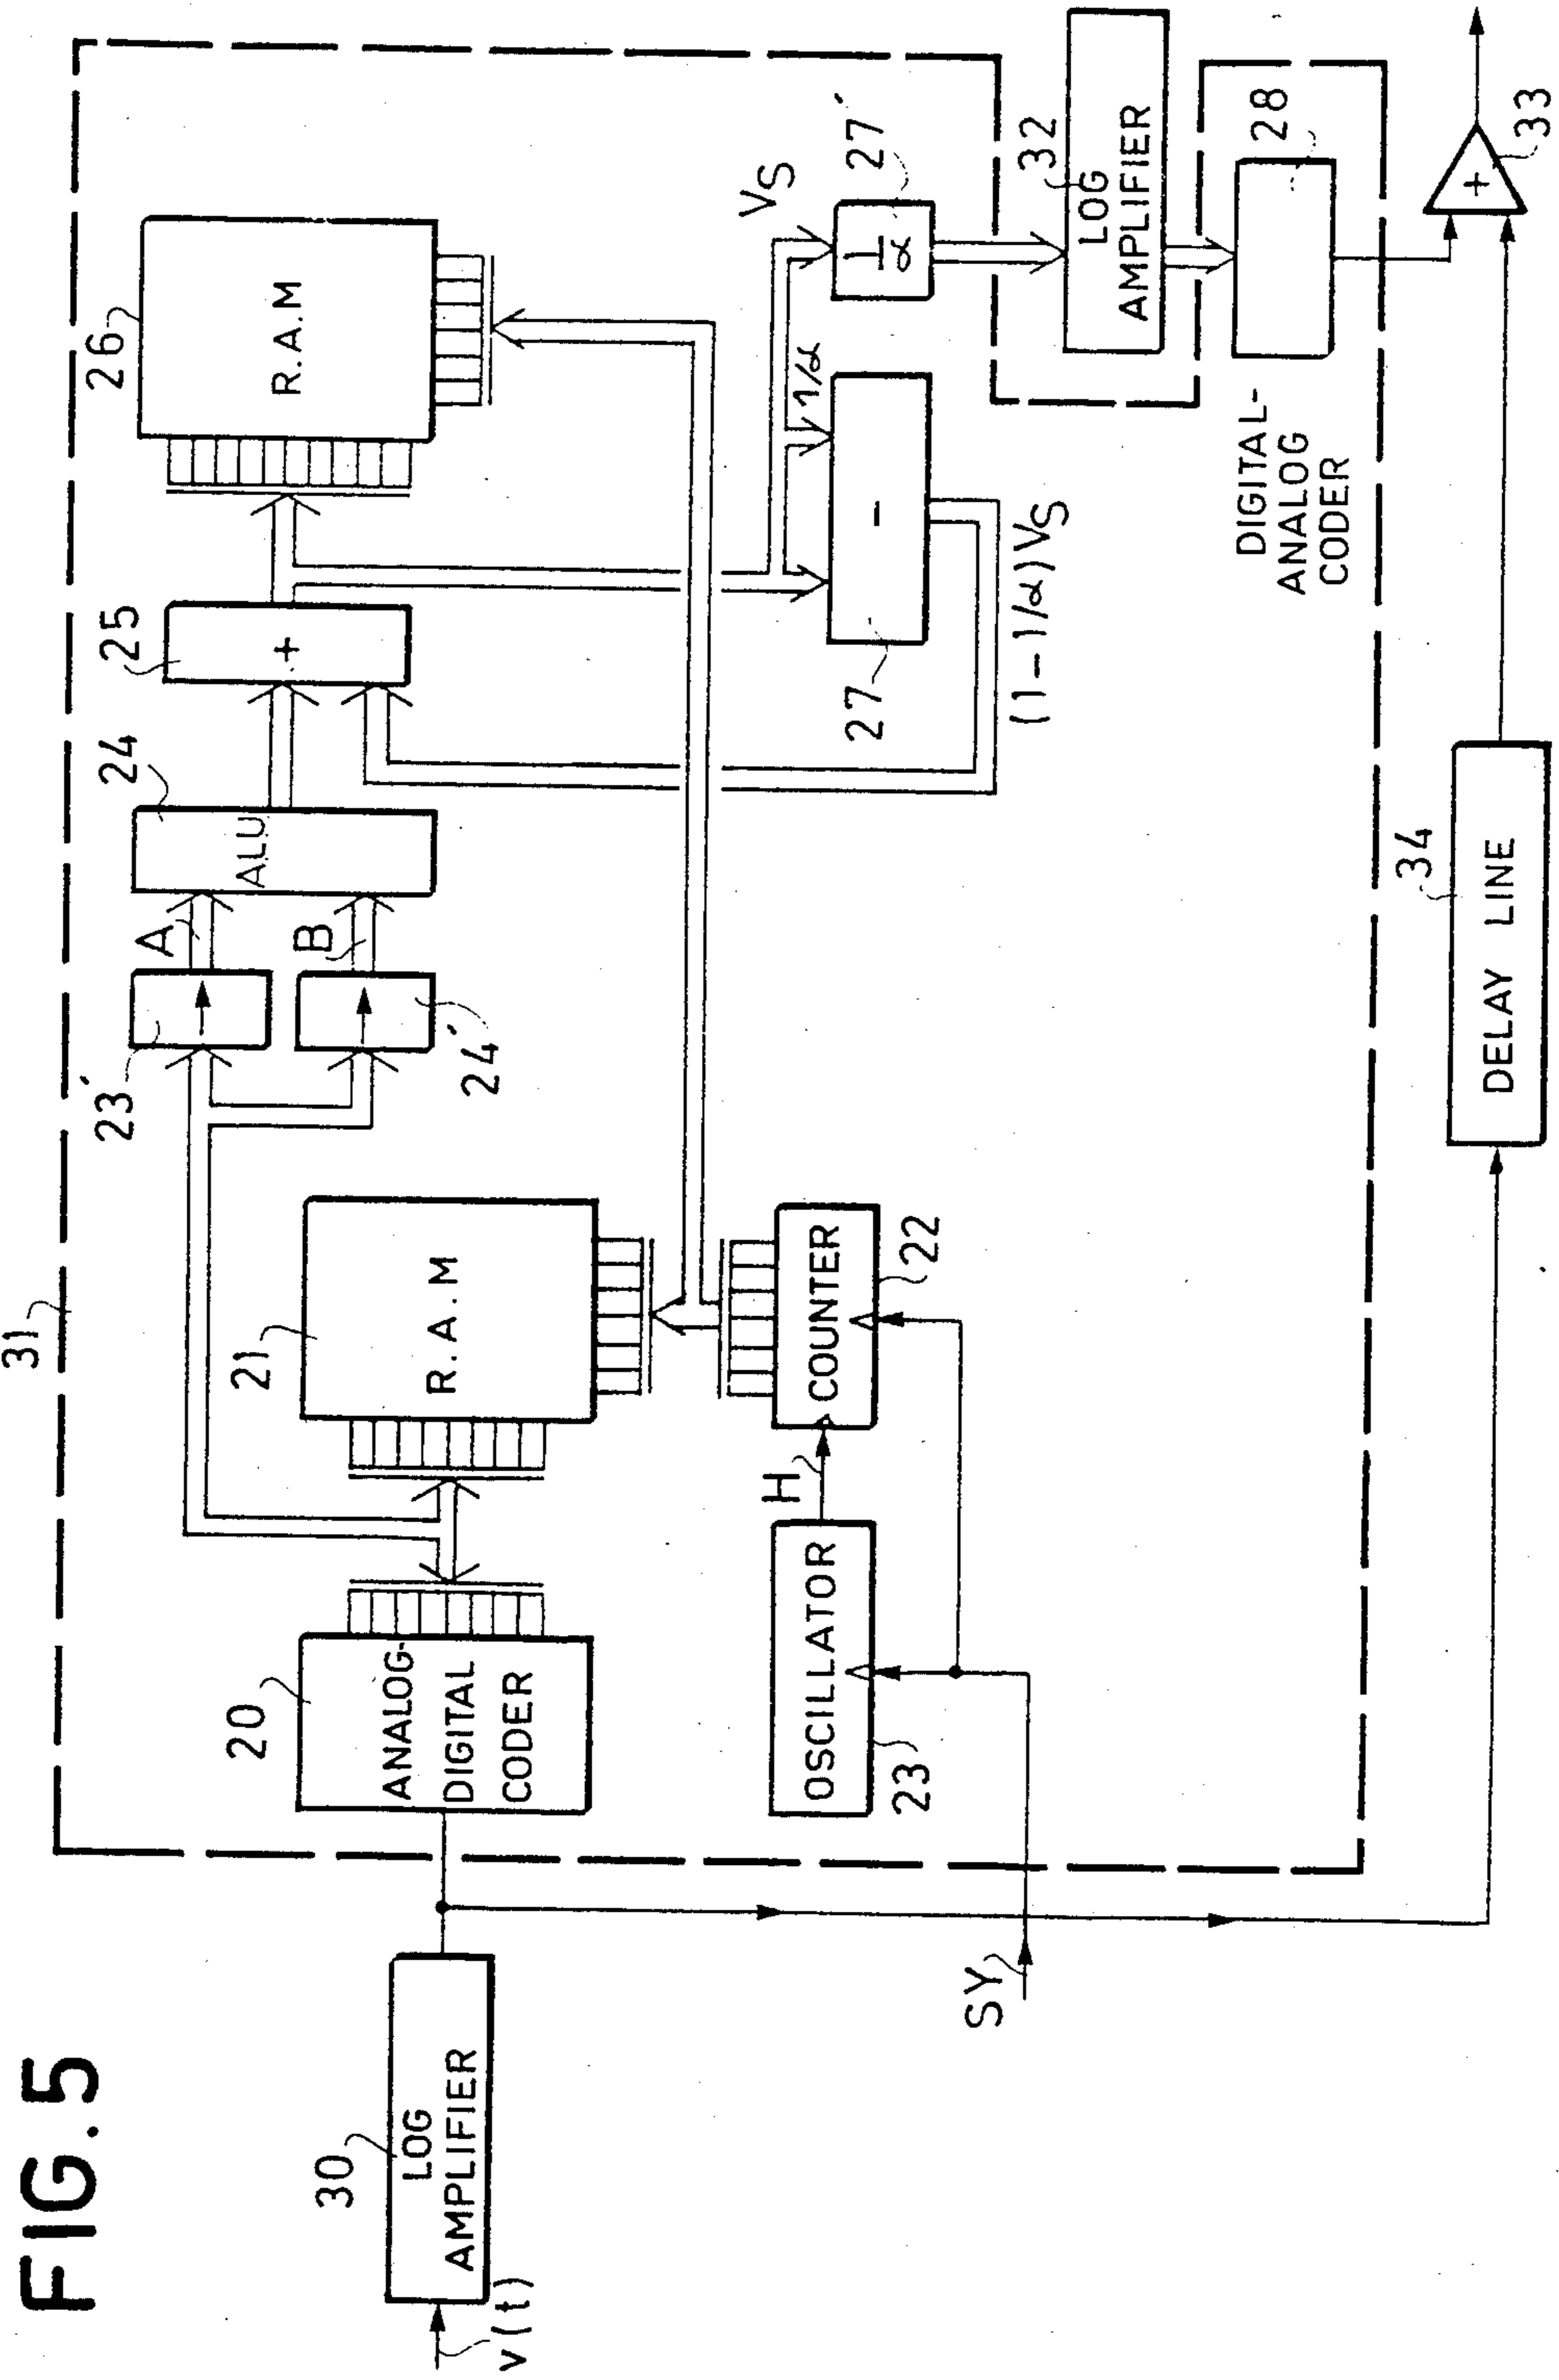 FIG. 5
31
v(t)
30
LOG
AMPLIFIER
20
ANALOG-
DIGITAL
CODER
21
R.A.M
23'
24'
A
B
24
ALU
25
+
26
R.A.M
SY
23
OSCILLATOR
H
COUNTER
22
27
-
1/α
(1-1/α)VS
VS
1/α
27'
32
LOG
AMPLIFIER
28
DIGITAL-
ANALOG
CODER
34
DELAY LINE
+
33